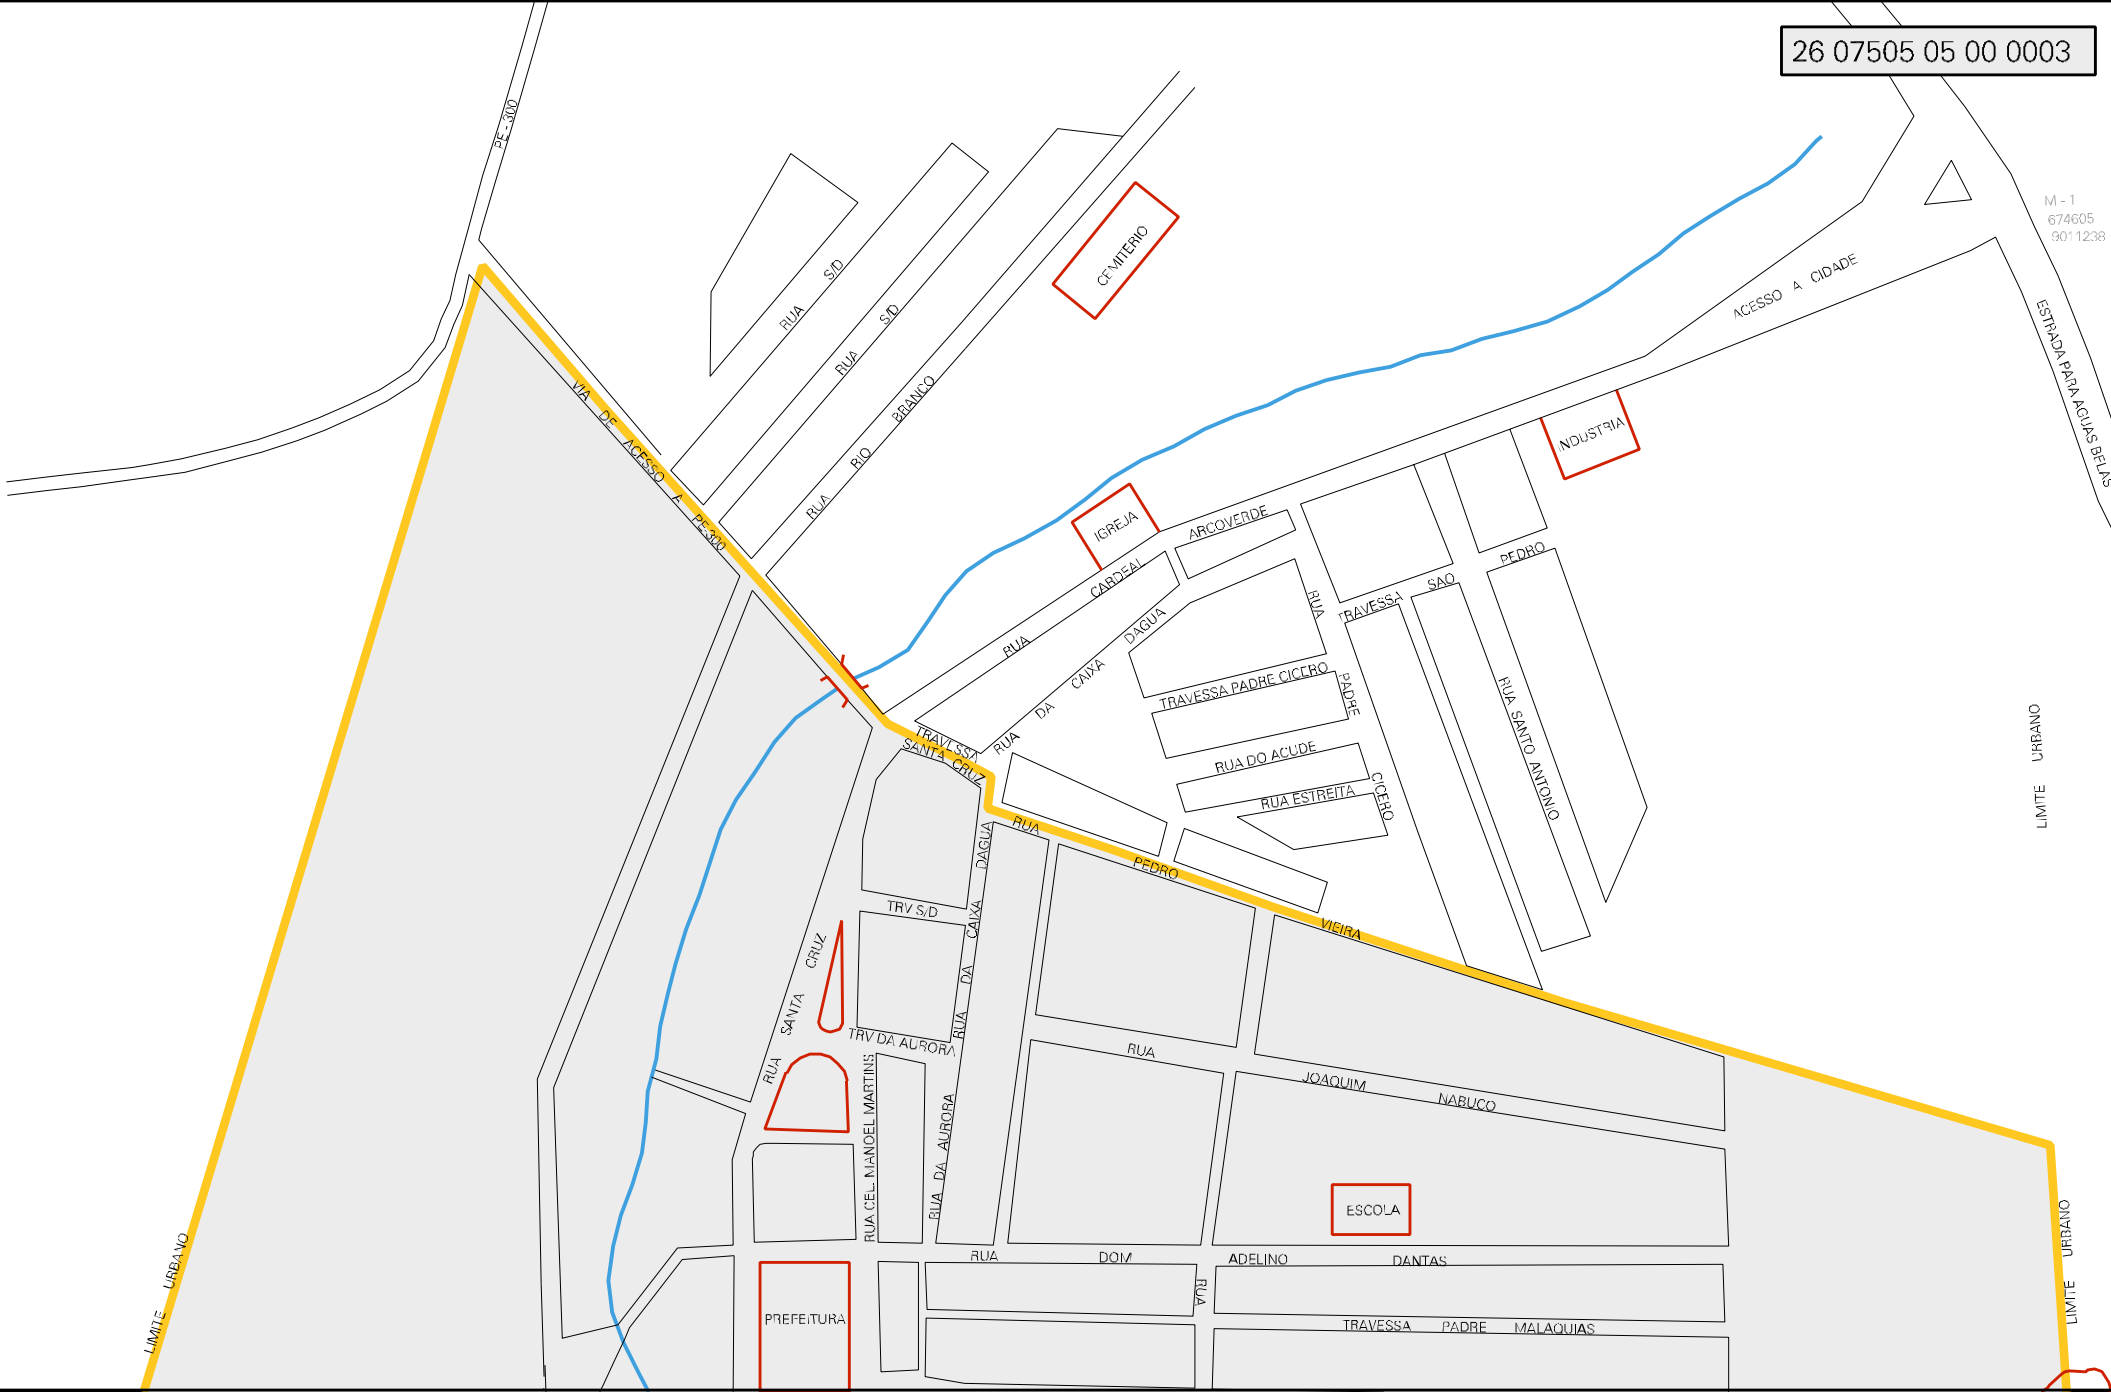 26 07505 05 00 0003
PE - 300
M - 1
674605
9011238
CEMITERIO
RUA S/D
RUA S/D
RUA RIO BRANCO
ACESSO A CIDADE
ESTRADA PARA AGUAS BELAS
VIA DE ACESSO A PE-300
INDUSTRIA
IGREJA
RUA CARDEAL ARCOVERDE
RUA DA CAIXA DAGUA
TRAVESSA SAO PEDRO
RUA PADRE CICERO
TRAVESSA PADRE CICERO
RUA DO ACUDE
RUA ESTREITA
RUA SANTO ANTONIO
LIMITE URBANO
TRAVESSA
SANTA CRUZ
RUA PEDRO VIEIRA
TRV S/D
RUA DA CAIXA DAGUA
RUA SANTA CRUZ
TRV DA AURORA
RUA JOAQUIM NABUCO
RUA CEL. MANOEL MARTINS
RUA DA AURORA
ESCOLA
LIMITE URBANO
LIMITE URBANO
RUA DOM ADELINO DANTAS
RUA
PREFEITURA
TRAVESSA PADRE MALAQUIAS